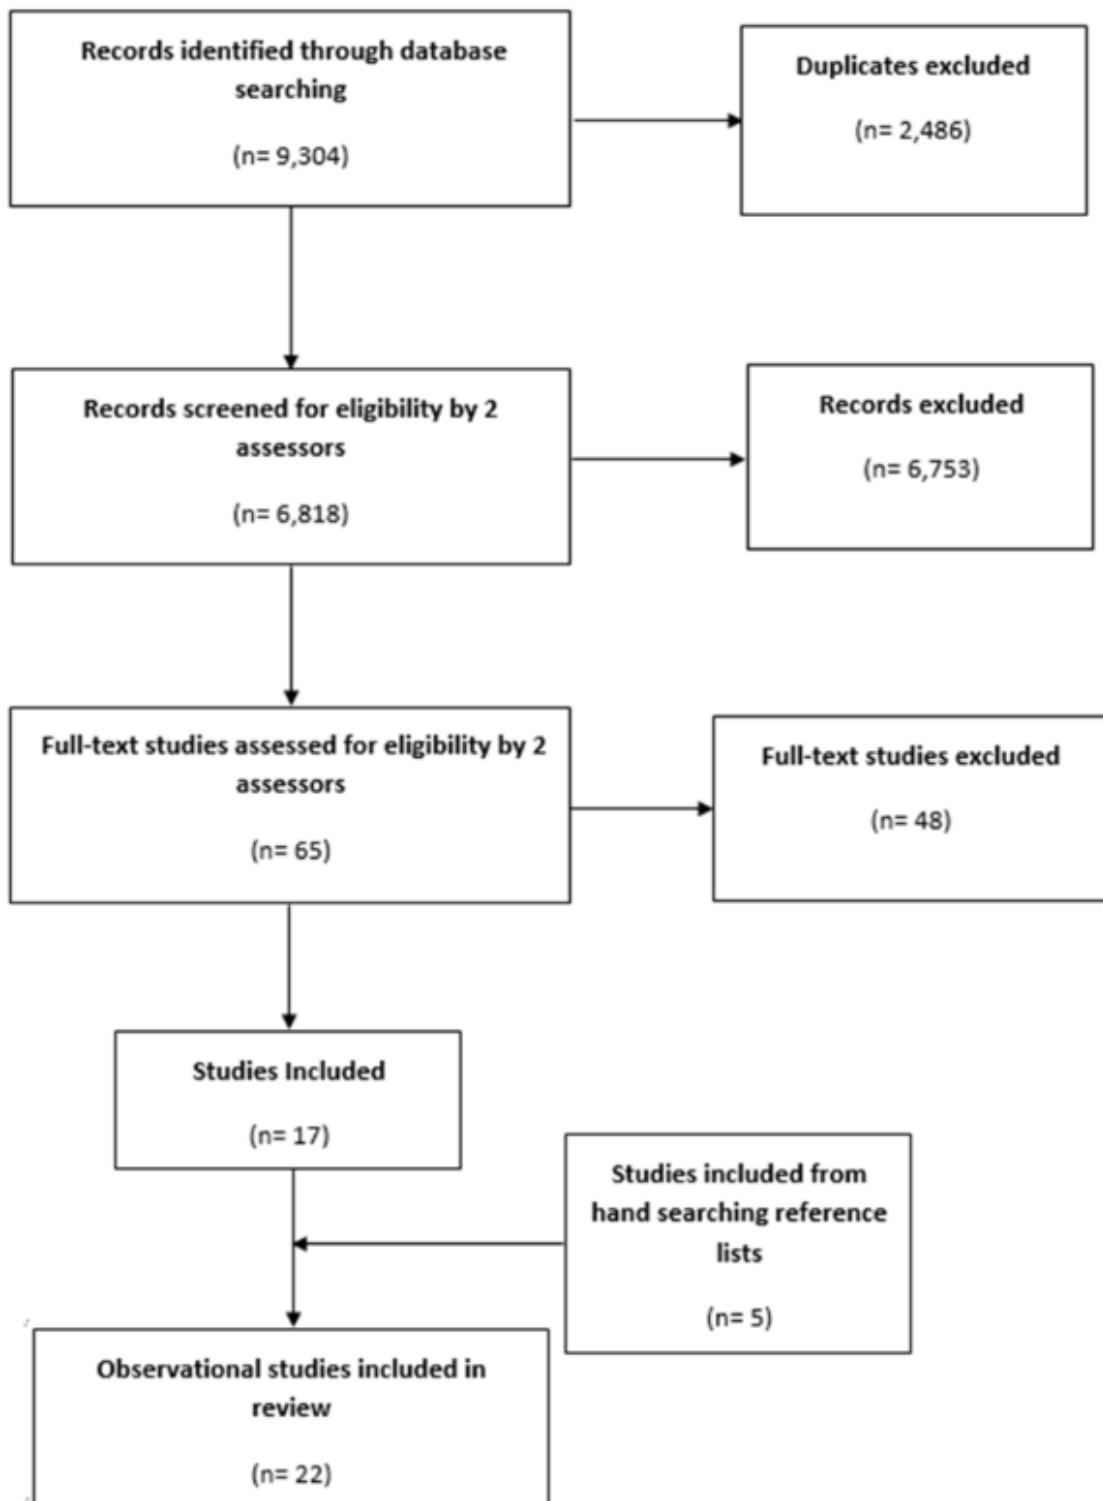 Records identified through database
searching
(n= 9,304)
Duplicates excluded
(n= 2,486)
Records screened for eligibility by 2
assessors
(n= 6,818)
Records excluded
(n= 6,753)
Full-text studies assessed for eligibility by 2
assessors
(n= 65)
Full-text studies excluded
(n= 48)
Studies Included
(n= 17)
Studies included from
hand searching reference
lists
(n= 5)
Observational studies included in
review
(n= 22)